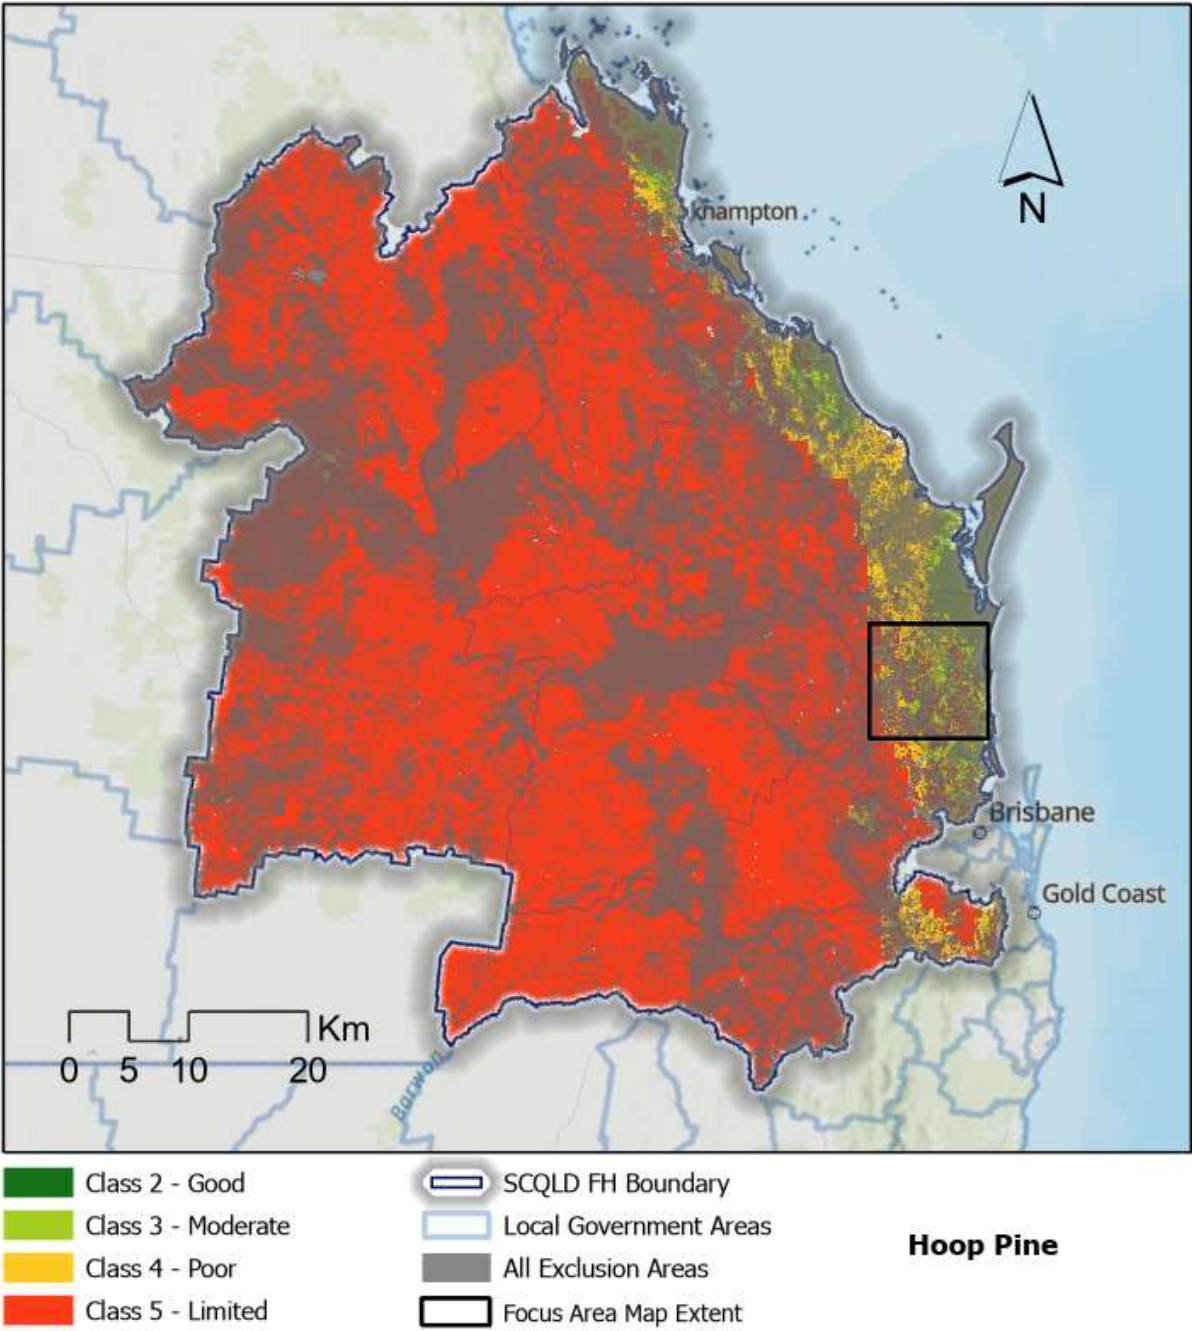 N
khampton
Brisbane
Gold Coast
Km
0 5 10 20
Barwon
Class 2 - Good
Class 3 - Moderate
Class 4 - Poor
Class 5 - Limited
SCQLD FH Boundary
Local Government Areas
All Exclusion Areas
Focus Area Map Extent
Hoop Pine